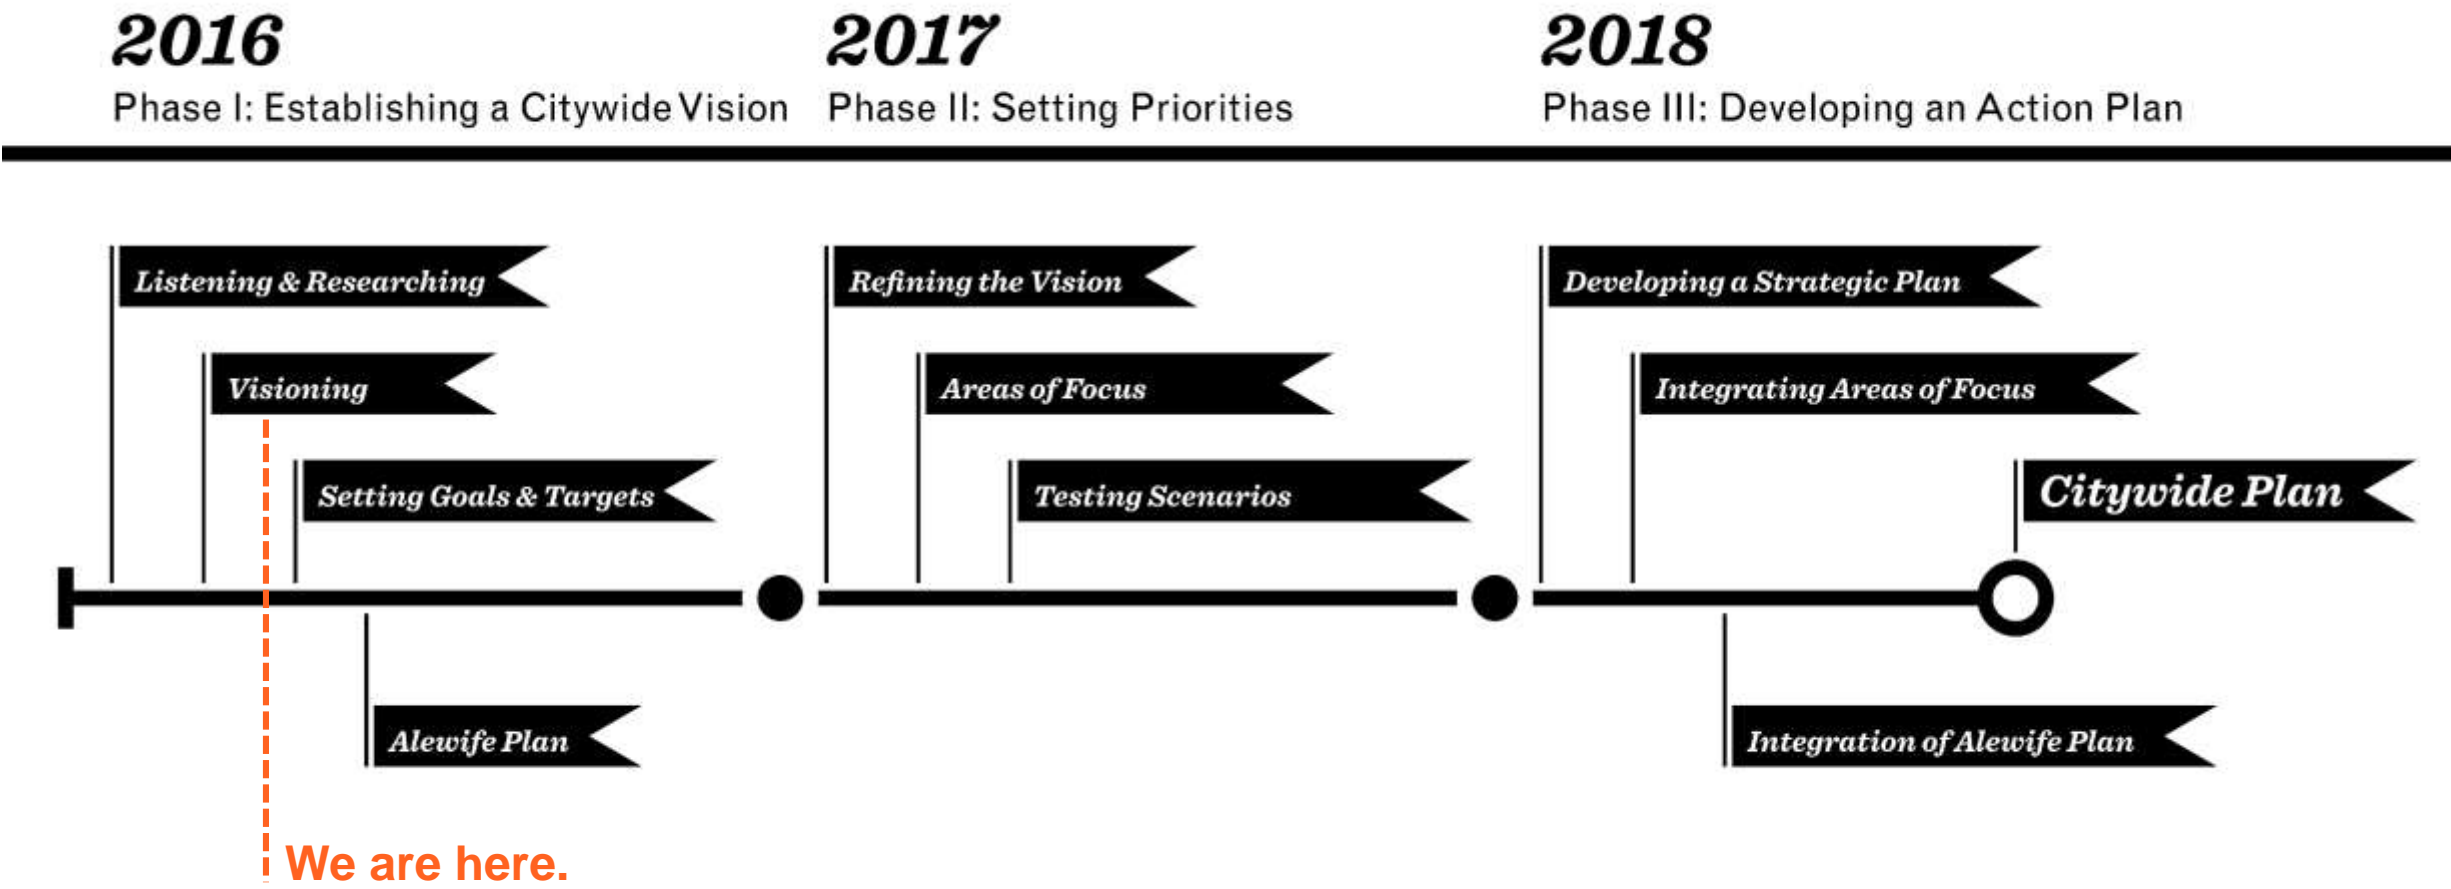 2016
Phase I: Establishing a Citywide Vision
2017
Phase II: Setting Priorities
2018
Phase III: Developing an Action Plan
Listening & Researching
Visioning
Setting Goals & Targets
Alewife Plan
We are here.
Refining the Vision
Areas of Focus
Testing Scenarios
Developing a Strategic Plan
Integrating Areas of Focus
Citywide Plan
Integration of Alewife Plan